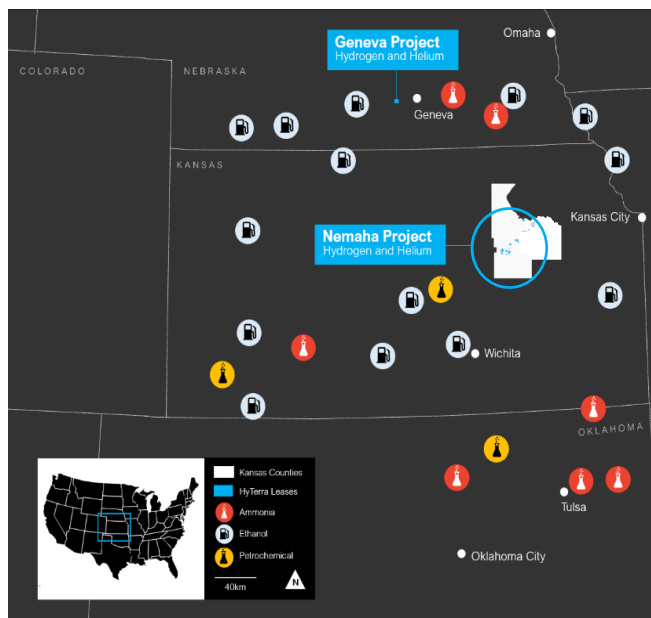 Omaha
Geneva Project
Hydrogen and Helium
COLORADO
NEBRASKA
Geneva
KANSAS
Kansas City
Nemaha Project
Hydrogen and Helium
Wichita
OKLAHOMA
Kansas Counties
HyTerra Leases
Ammonia
Ethanol
Petrochemical
40km
N
Tulsa
Oklahoma City